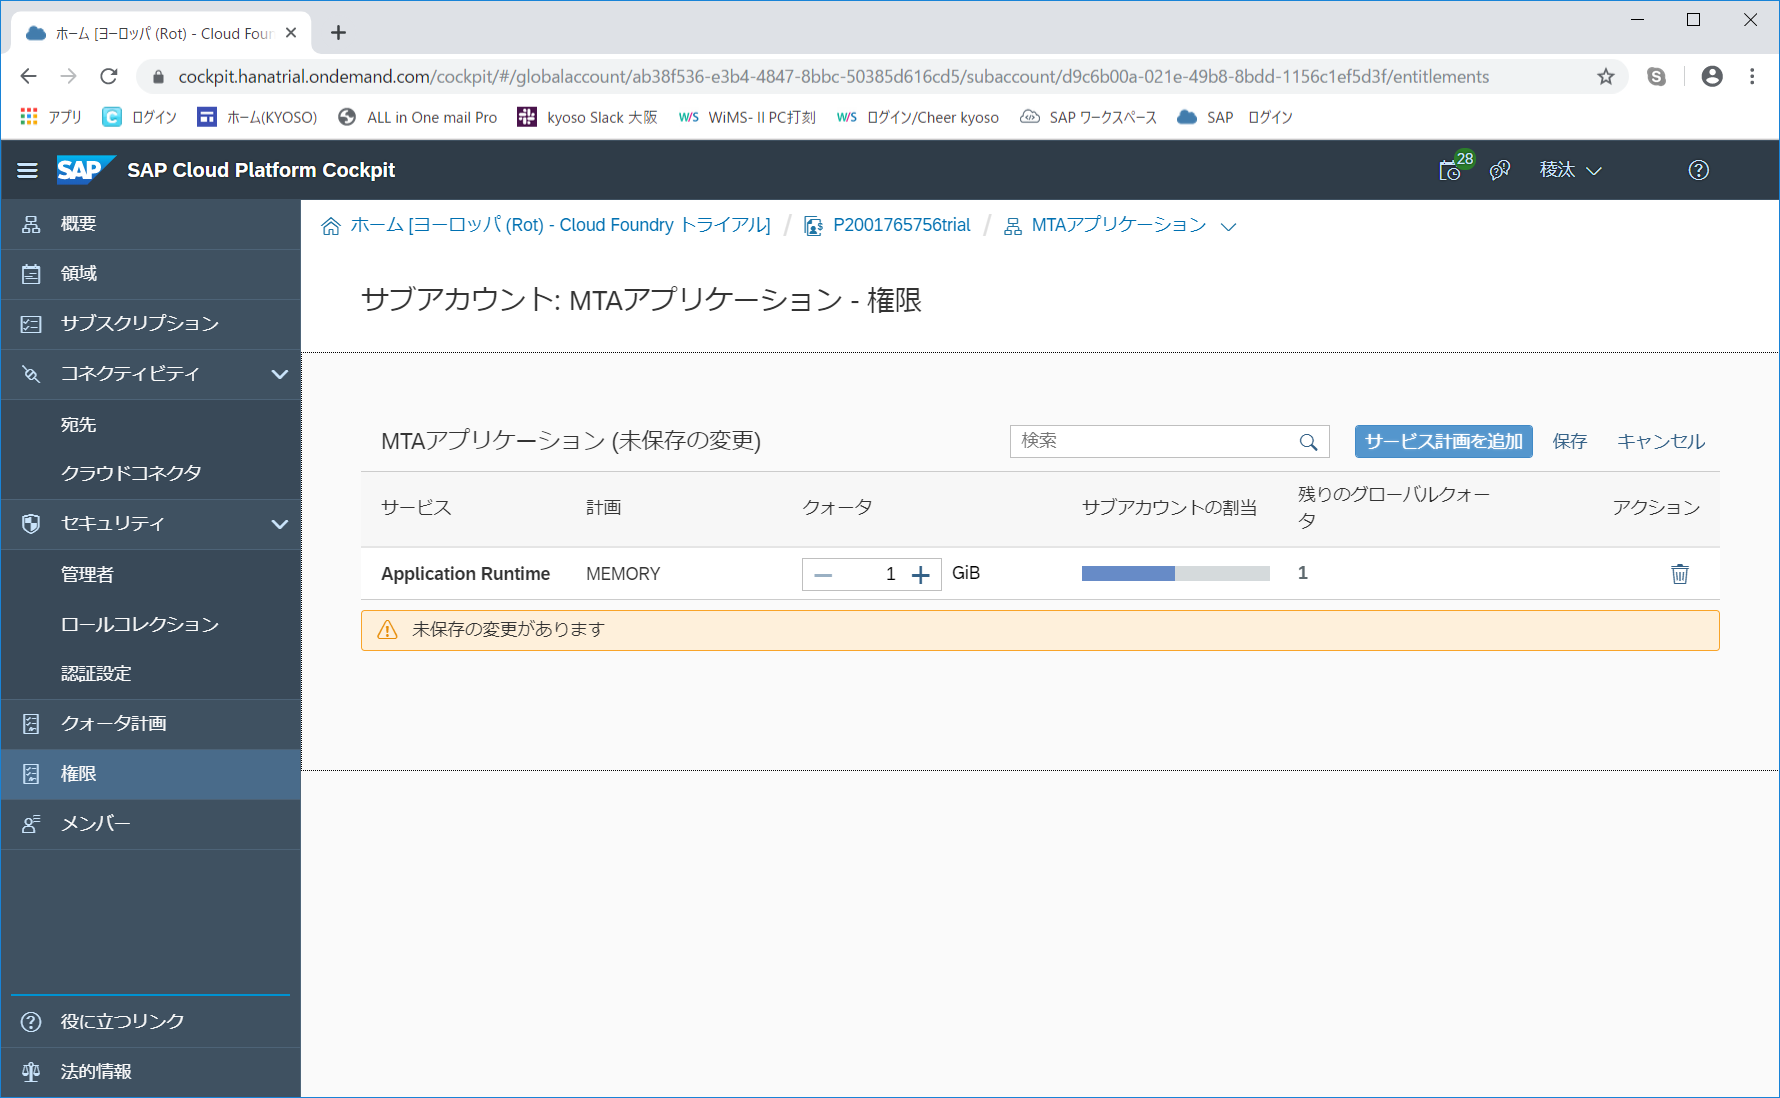 ホーム [ヨーロッパ (Rot) - Cloud Foun
cockpit.hanatrial.ondemand.com/cockpit/#/globalaccount/ab38f536-e3b4-4847-8bbc-50385d616cd5/subaccount/d9c6b00a-021e-49b8-8bdd-1156c1ef5d3f/entitlements
アプリ ログイン ホーム(KYOSO) ALL in One mail Pro kyoso Slack 大阪 W/S WiMS-ⅡPC打刻 W/S ログイン/Cheer kyoso SAP ワークスペース SAP ログイン
SAP SAP Cloud Platform Cockpit 28 稜汰
ホーム [ヨーロッパ (Rot) - Cloud Foundry トライアル] / P2001765756trial / MTAアプリケーション
概要
領域
サブスクリプション
コネクティビティ
宛先
クラウドコネクタ
セキュリティ
管理者
ロールコレクション
認証設定
クォータ計画
権限
メンバー
役に立つリンク
法的情報
サブアカウント: MTAアプリケーション - 権限
MTAアプリケーション (未保存の変更) 検索 サービス計画を追加 保存 キャンセル
サービス 計画 クォータ サブアカウントの割当 残りのグローバルクォー
タ アクション
Application Runtime MEMORY 1 GiB 1
未保存の変更があります